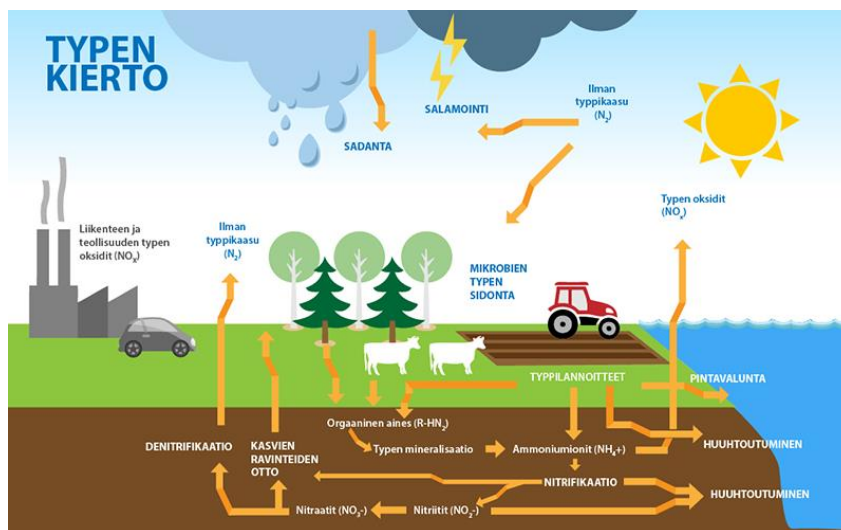 TYPEN
KIERTO
SADANTA
SALAMOINTI
Ilman
typpikaasu
(N₂)
Typen oksidit
(NOₓ)
Liikenteen ja
teollisuuden typen
oksidit (NOₓ)
Ilman
typpikaasu
(N₂)
MIKROBIEN
TYPEN
SIDONTA
TYPPILANNOITTEET
PINTAVALUNTA
Orgaaninen aines (R-HN₂)
DENITRIFIKAATIO
KASVIEN
RAVINTEIDEN
OTTO
Typen mineralisaatio
Ammoniumionit (NH₄+)
HUUHTOUTUMINEN
NITRIFIKAATIO
Nitraatit (NO₃-)
Nitriitit (NO₂-)
HUUHTOUTUMINEN